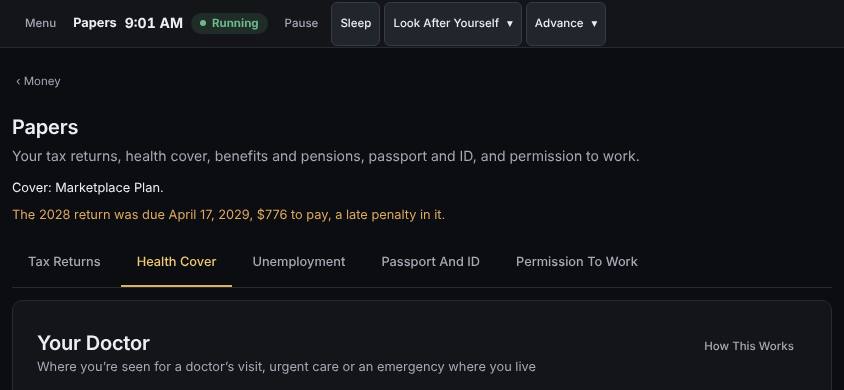 Menu Papers 9:01 AM Running Pause Sleep Look After Yourself ▾ Advance ▾
‹ Money
Papers
Your tax returns, health cover, benefits and pensions, passport and ID, and permission to work.
Cover: Marketplace Plan.
The 2028 return was due April 17, 2029, $776 to pay, a late penalty in it.
Tax Returns Health Cover Unemployment Passport And ID Permission To Work
Your Doctor
How This Works
Where you're seen for a doctor's visit, urgent care or an emergency where you live